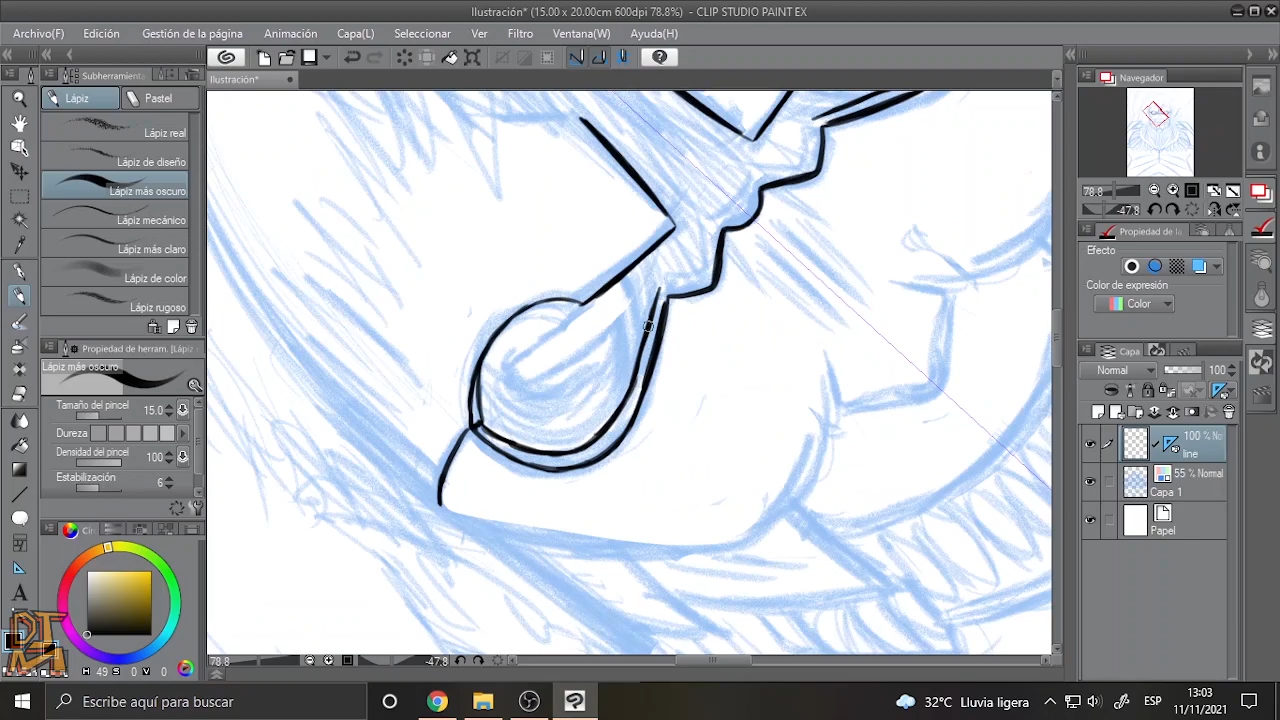 Ilustración* (15.00 x 20.00cm 600dpi 78.8%) - CLIP STUDIO PAINT EX
Archivo(F) Edición Gestión de la página Animación Capa(L) Seleccionar Ver Filtro Ventana(W) Ayuda(H)
Subherramienta
Ilustración*
Navegador
Lápiz Pastel
Lápiz real
Lápiz de diseño
Lápiz más oscuro
Lápiz mecánico
Lápiz más claro
Lápiz de color
Lápiz rugoso
78.8
-47.8
Propiedad de la
Efecto
Color de expresión
Color
Propiedad de herram. [Lápiz
Lápiz más oscuro
Tamaño del pincel 15.0
Dureza
Densidad del pincel 100
Estabilización 6
Capa
Normal 100
100 % No
line
55 % Normal
Capa 1
Papel
Cír
H 49 S 0 V 0
78.8 -47.8
Escribe aquí para buscar
32°C Lluvia ligera
ESP
13:03
11/11/2021